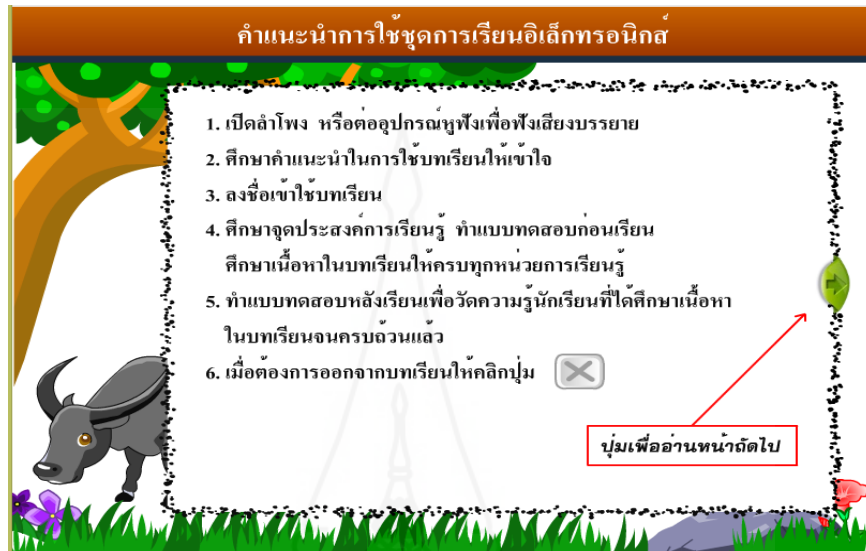 คำแนะนำการใช้ชุดการเรียนอิเล็กทรอนิกส์
1. เปิดลำโพง หรือต่ออุปกรณ์หูฟังเพื่อฟังเสียงบรรยาย
2. ศึกษาคำแนะนำในการใช้บทเรียนให้เข้าใจ
3. ลงชื่อเข้าใช้บทเรียน
4. ศึกษาจุดประสงค์การเรียนรู้ ทำแบบทดสอบก่อนเรียน
ศึกษาเนื้อหาในบทเรียนให้ครบทุกหน่วยการเรียนรู้
5. ทำแบบทดสอบหลังเรียนเพื่อวัดความรู้นักเรียนที่ได้ศึกษาเนื้อหา
ในบทเรียนจนครบถ้วนแล้ว
6. เมื่อต้องการออกจากบทเรียนให้คลิกปุ่ม
ปุ่มเพื่ออ่านหน้าถัดไป